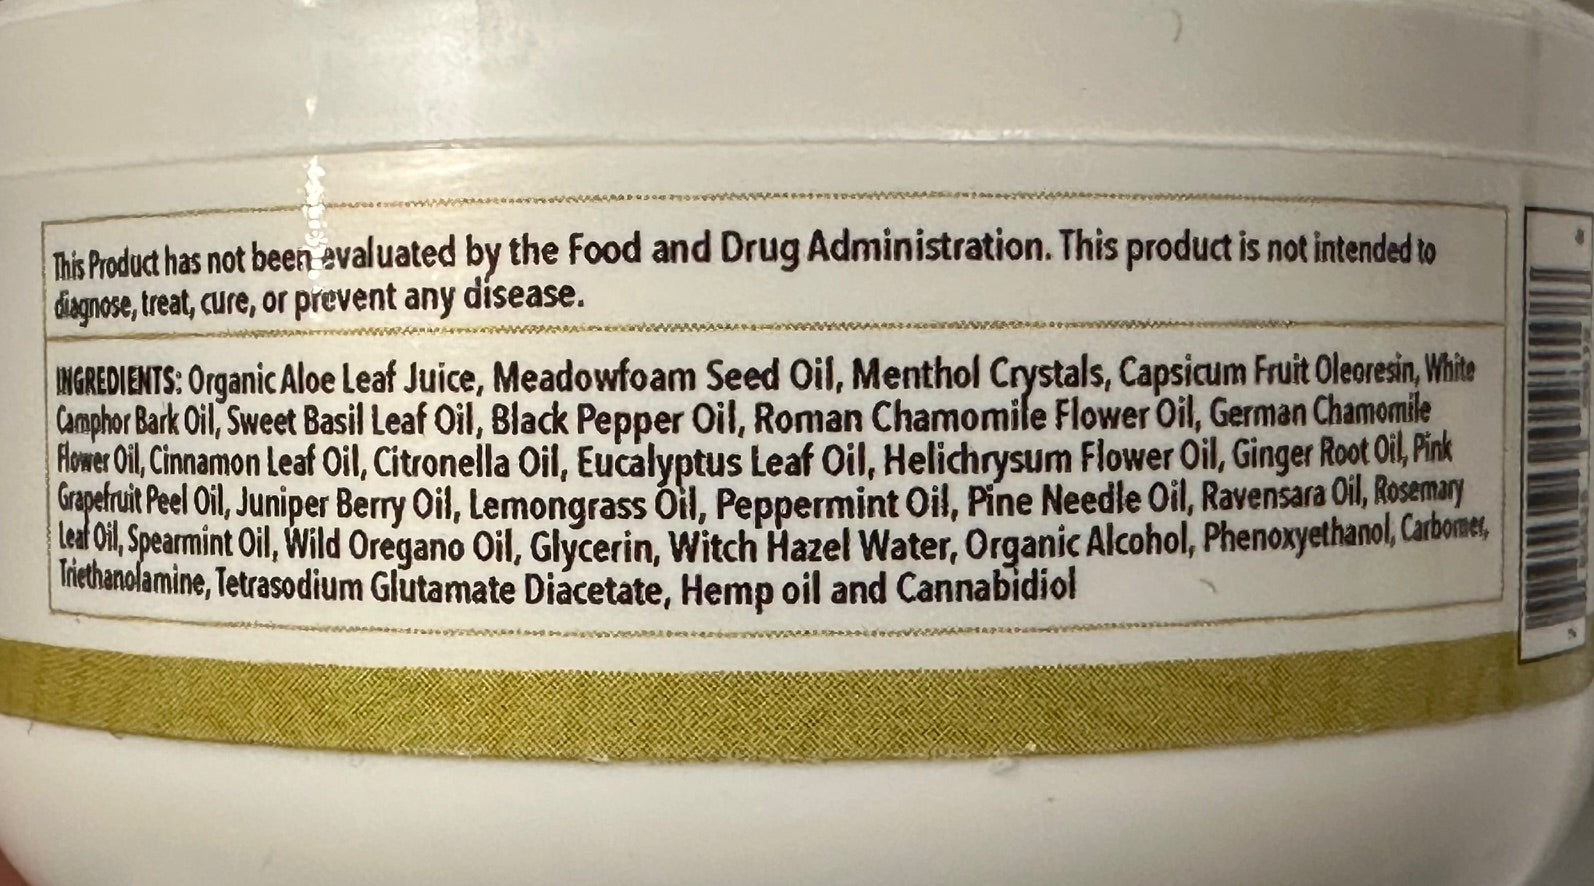 This Product has not been evaluated by the Food and Drug Administration. This product is not intended to
diagnose, treat, cure, or prevent any disease.
INGREDIENTS: Organic Aloe Leaf Juice, Meadowfoam Seed Oil, Menthol Crystals, Capsicum Fruit Oleoresin, White
Camphor Bark Oil, Sweet Basil Leaf Oil, Black Pepper Oil, Roman Chamomile Flower Oil, German Chamomile
Flower Oil, Cinnamon Leaf Oil, Citronella Oil, Eucalyptus Leaf Oil, Helichrysum Flower Oil, Ginger Root Oil, Pink
Grapefruit Peel Oil, Juniper Berry Oil, Lemongrass Oil, Peppermint Oil, Pine Needle Oil, Ravensara Oil, Rosemary
Leaf Oil, Spearmint Oil, Wild Oregano Oil, Glycerin, Witch Hazel Water, Organic Alcohol, Phenoxyethanol, Carbomer,
Triethanolamine, Tetrasodium Glutamate Diacetate, Hemp oil and Cannabidiol